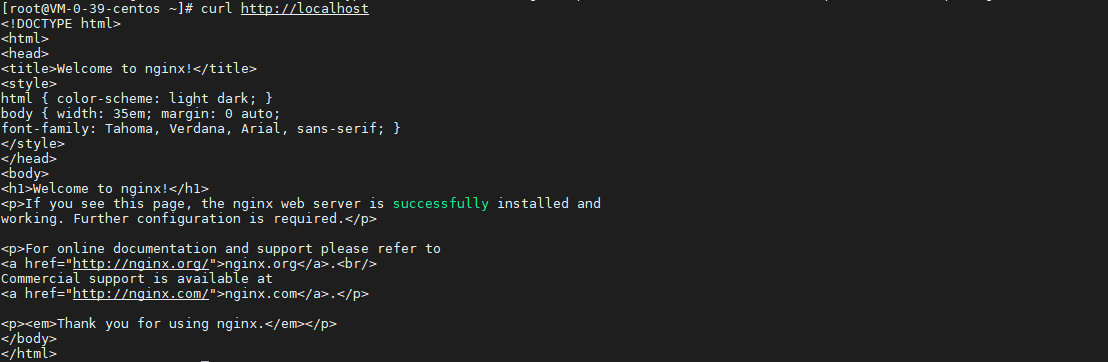 [root@VM-0-39-centos ~]# curl http://localhost
<!DOCTYPE html>
<html>
<head>
<title>Welcome to nginx!</title>
<style>
html { color-scheme: light dark; }
body { width: 35em; margin: 0 auto;
font-family: Tahoma, Verdana, Arial, sans-serif; }
</style>
</head>
<body>
<h1>Welcome to nginx!</h1>
<p>If you see this page, the nginx web server is successfully installed and
working. Further configuration is required.</p>

<p>For online documentation and support please refer to
<a href="http://nginx.org/">nginx.org</a>.<br/>
Commercial support is available at
<a href="http://nginx.com/">nginx.com</a>.</p>

<p><em>Thank you for using nginx.</em></p>
</body>
</html>